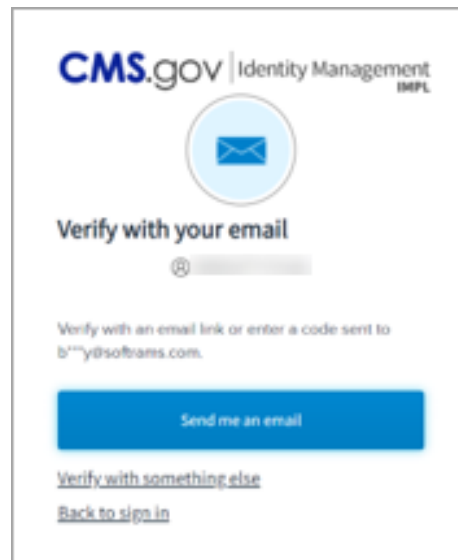 CMS.gov Identity Management
IMPL
Verify with your email
Verify with an email link or enter a code sent to
b***y@softrams.com.
Send me an email
Verify with something else
Back to sign in